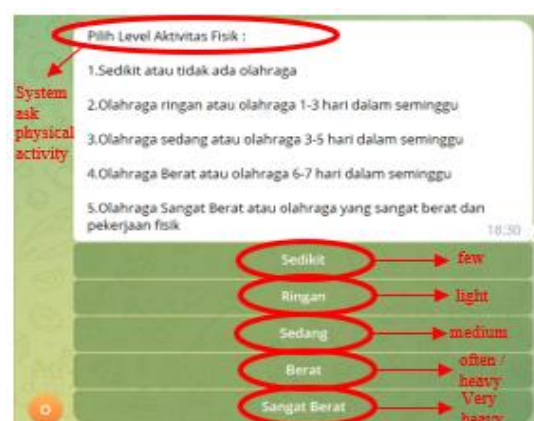 Pilih Level Aktivitas Fisik :
1.Sedikit atau tidak ada olahraga
2.Olahraga ringan atau olahraga 1-3 hari dalam seminggu
3.Olahraga sedang atau olahraga 3-5 hari dalam seminggu
4.Olahraga Berat atau olahraga 6-7 hari dalam seminggu
5.Olahraga Sangat Berat atau olahraga yang sangat berat dan
pekerjaan fisik
18:30
System
ask
physical
activity
Sedikit
few
Ringan
light
Sedang
medium
Berat
often /
heavy
Sangat Berat
Very
heavy